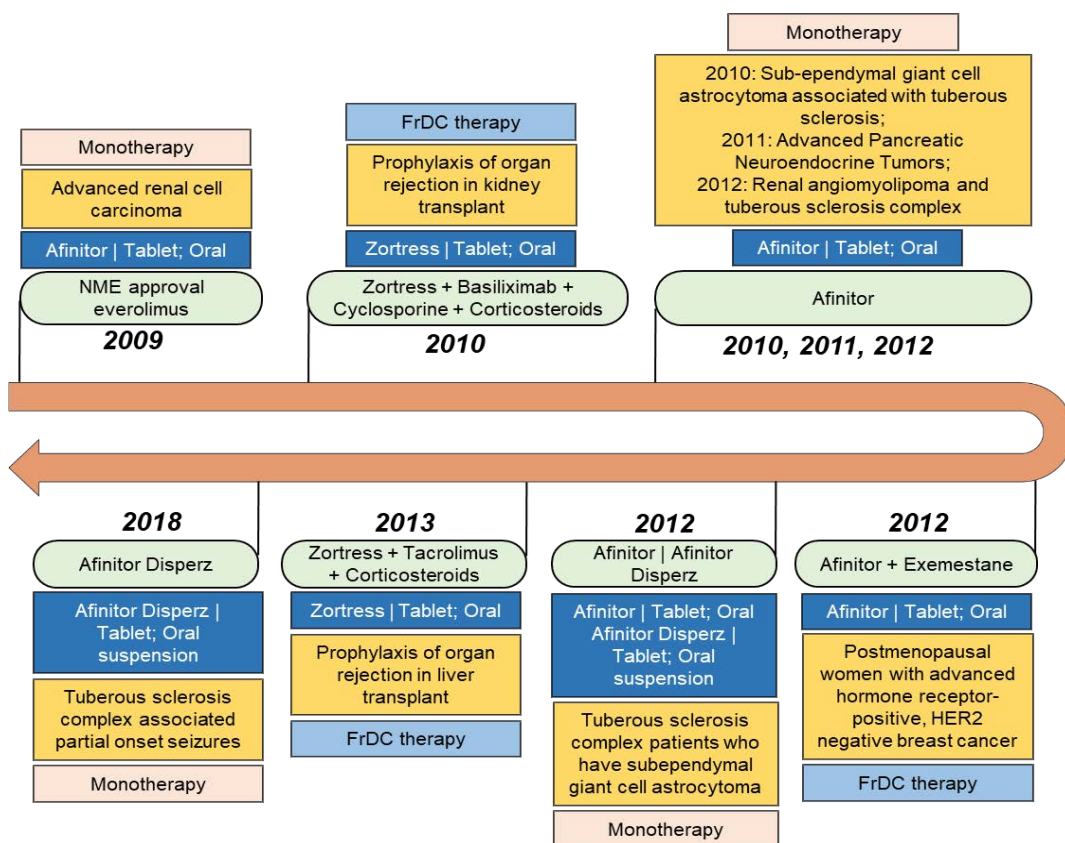 Monotherapy
Advanced renal cell
carcinoma
Afinitor | Tablet; Oral
NME approval
everolimus
2009
FrDC therapy
Prophylaxis of organ
rejection in kidney
transplant
Zortress | Tablet; Oral
Zortress + Basiliximab +
Cyclosporine + Corticosteroids
2010
Monotherapy
2010: Sub-ependymal giant cell
astrocytoma associated with tuberous
sclerosis;
2011: Advanced Pancreatic
Neuroendocrine Tumors;
2012: Renal angiomyolipoma and
tuberous sclerosis complex
Afinitor | Tablet; Oral
Afinitor
2010, 2011, 2012
2018
Afinitor Disperz
Afinitor Disperz |
Tablet; Oral
suspension
Tuberous sclerosis
complex associated
partial onset seizures
Monotherapy
2013
Zortress + Tacrolimus
+ Corticosteroids
Zortress | Tablet; Oral
Prophylaxis of organ
rejection in liver
transplant
FrDC therapy
2012
Afinitor | Afinitor
Disperz
Afinitor | Tablet; Oral
Afinitor Disperz |
Tablet; Oral
suspension
Tuberous sclerosis
complex patients who
have subependymal
giant cell astrocytoma
Monotherapy
2012
Afinitor + Exemestane
Afinitor | Tablet; Oral
Postmenopausal
women with advanced
hormone receptor-
positive, HER2
negative breast cancer
FrDC therapy